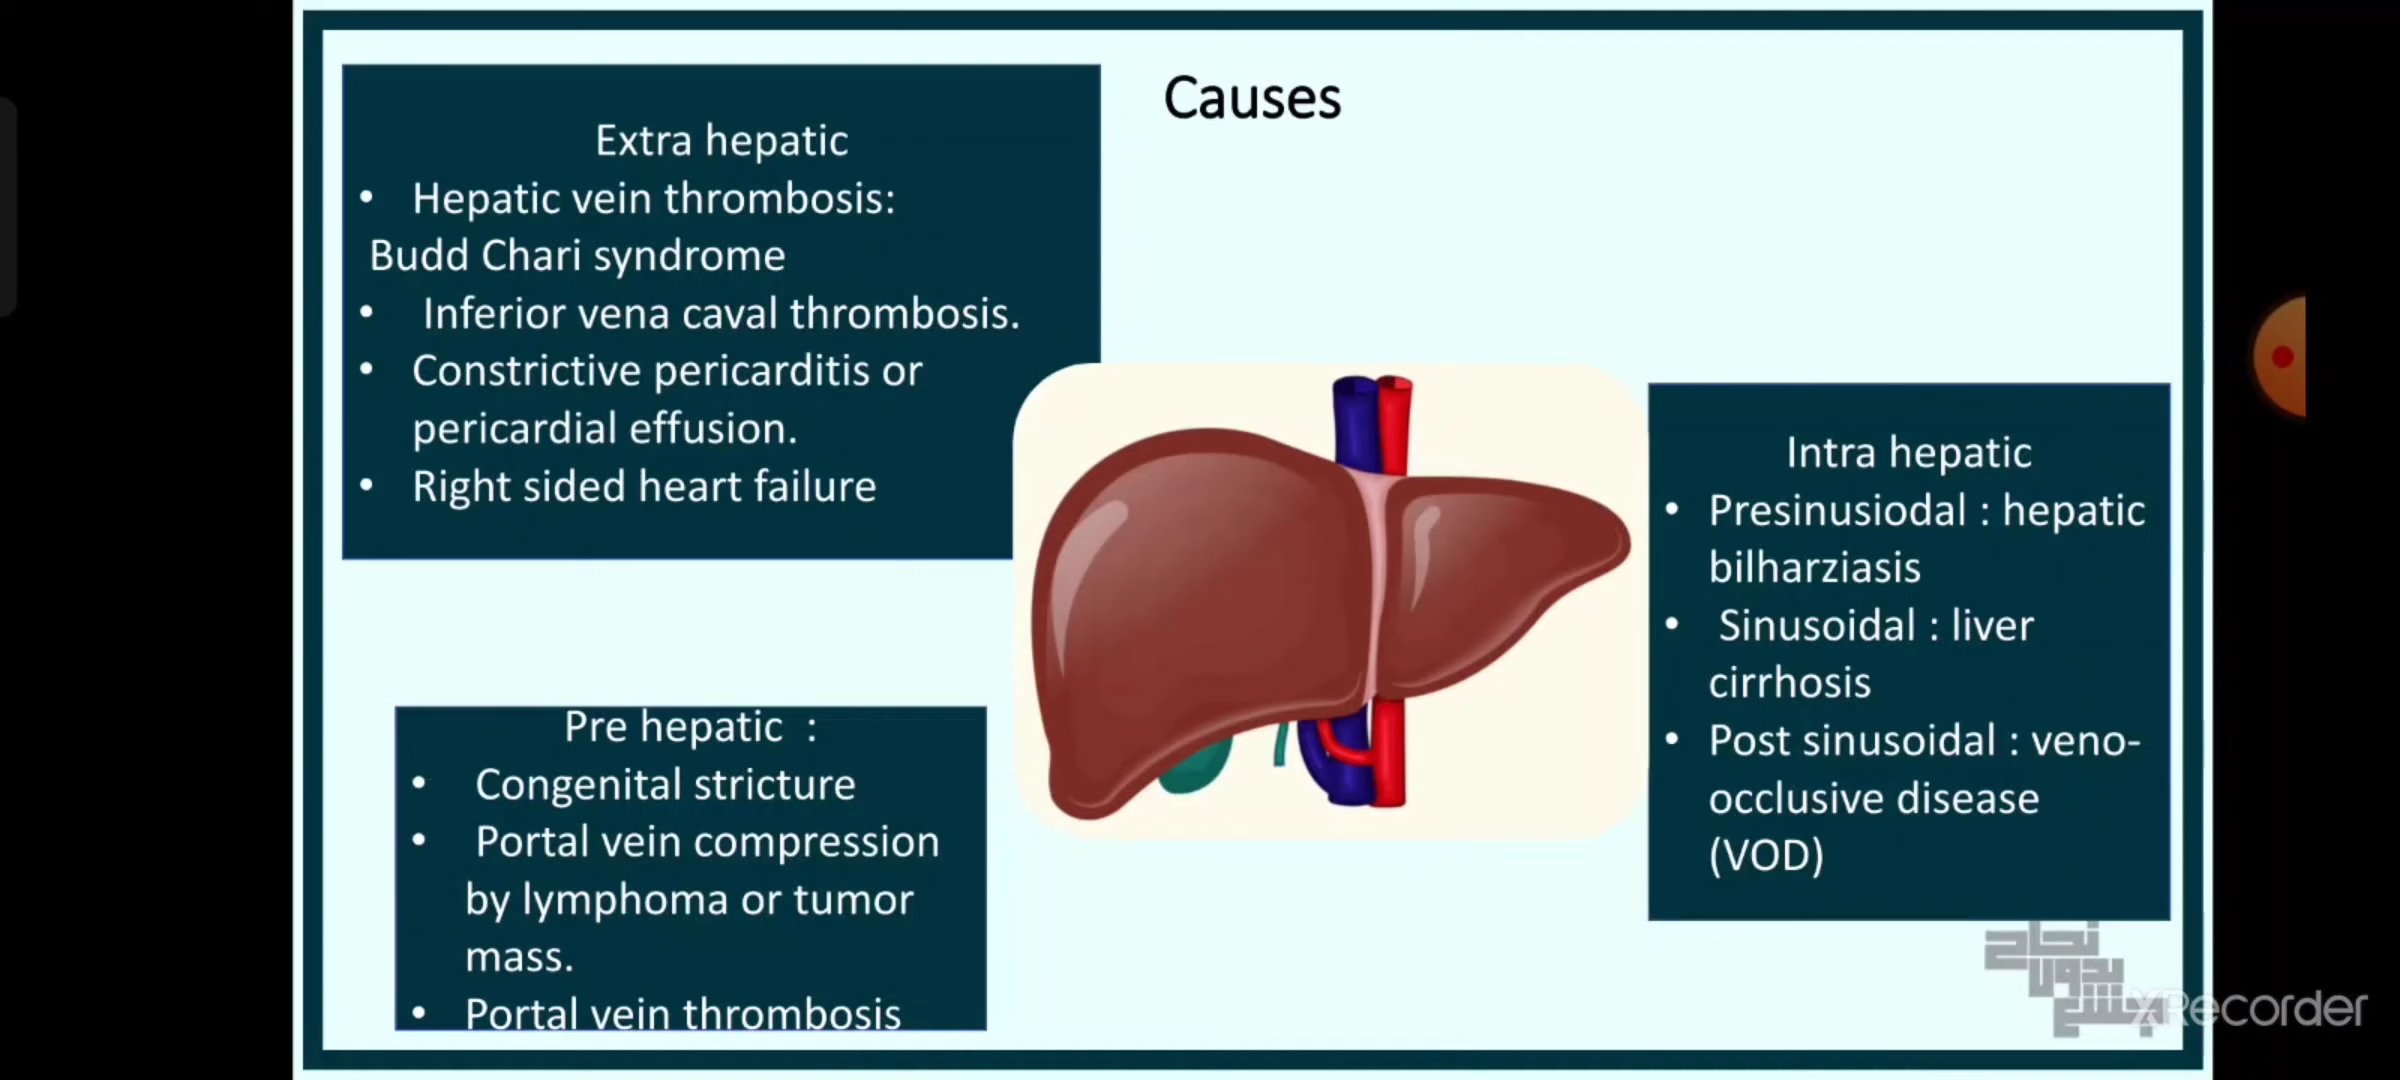 Causes
Extra hepatic
• Hepatic vein thrombosis:
Budd Chari syndrome
• Inferior vena caval thrombosis.
• Constrictive pericarditis or
pericardial effusion.
• Right sided heart failure
Intra hepatic
• Presinusiodal : hepatic
bilharziasis
• Sinusoidal : liver
cirrhosis
• Post sinusoidal : veno-
occlusive disease
(VOD)
Pre hepatic :
• Congenital stricture
• Portal vein compression
by lymphoma or tumor
mass.
• Portal vein thrombosis
نجاح
بدون
XRecorder